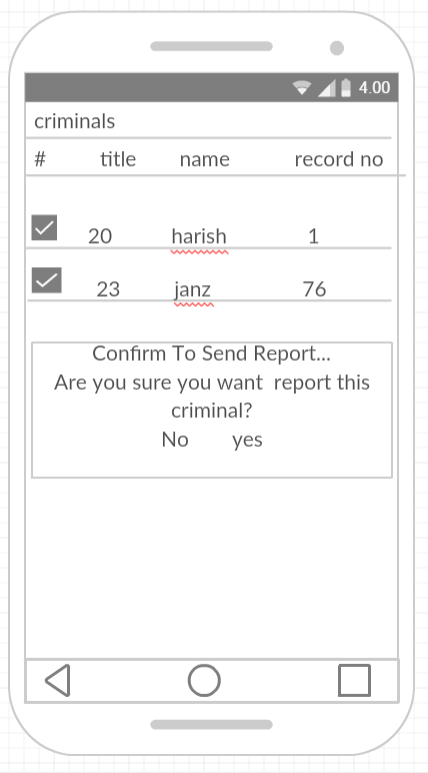 4.00
criminals
# title name record no
20 harish 1
23 janz 76
Confirm To Send Report...
Are you sure you want report this
criminal?
No yes